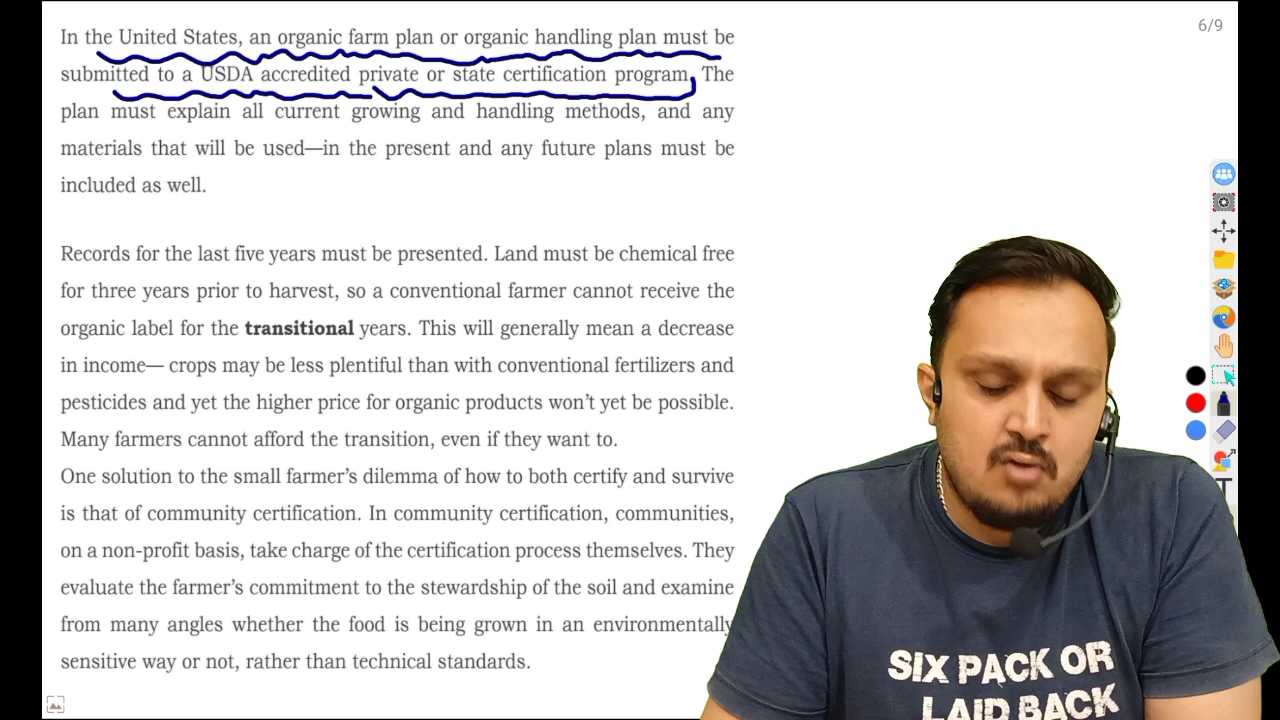 6/9
In the United States, an organic farm plan or organic handling plan must be
submitted to a USDA accredited private or state certification program. The
plan must explain all current growing and handling methods, and any
materials that will be used—in the present and any future plans must be
included as well.
Records for the last five years must be presented. Land must be chemical free
for three years prior to harvest, so a conventional farmer cannot receive the
organic label for the transitional years. This will generally mean a decrease
in income— crops may be less plentiful than with conventional fertilizers and
pesticides and yet the higher price for organic products won't yet be possible.
Many farmers cannot afford the transition, even if they want to.
One solution to the small farmer's dilemma of how to both certify and survive
is that of community certification. In community certification, communities,
on a non-profit basis, take charge of the certification process themselves. They
evaluate the farmer's commitment to the stewardship of the soil and examine
from many angles whether the food is being grown in an environmentally
sensitive way or not, rather than technical standards.
T
SIX PACK OR
LAID BACK